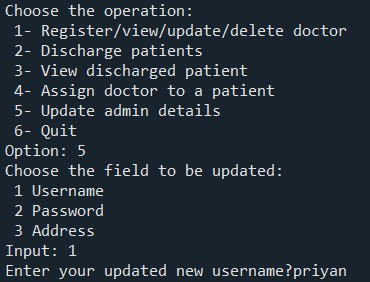 Choose the operation:
1- Register/view/update/delete doctor
2- Discharge patients
3- View discharged patient
4- Assign doctor to a patient
5- Update admin details
6- Quit
Option: 5
Choose the field to be updated:
1 Username
2 Password
3 Address
Input: 1
Enter your updated new username?priyan